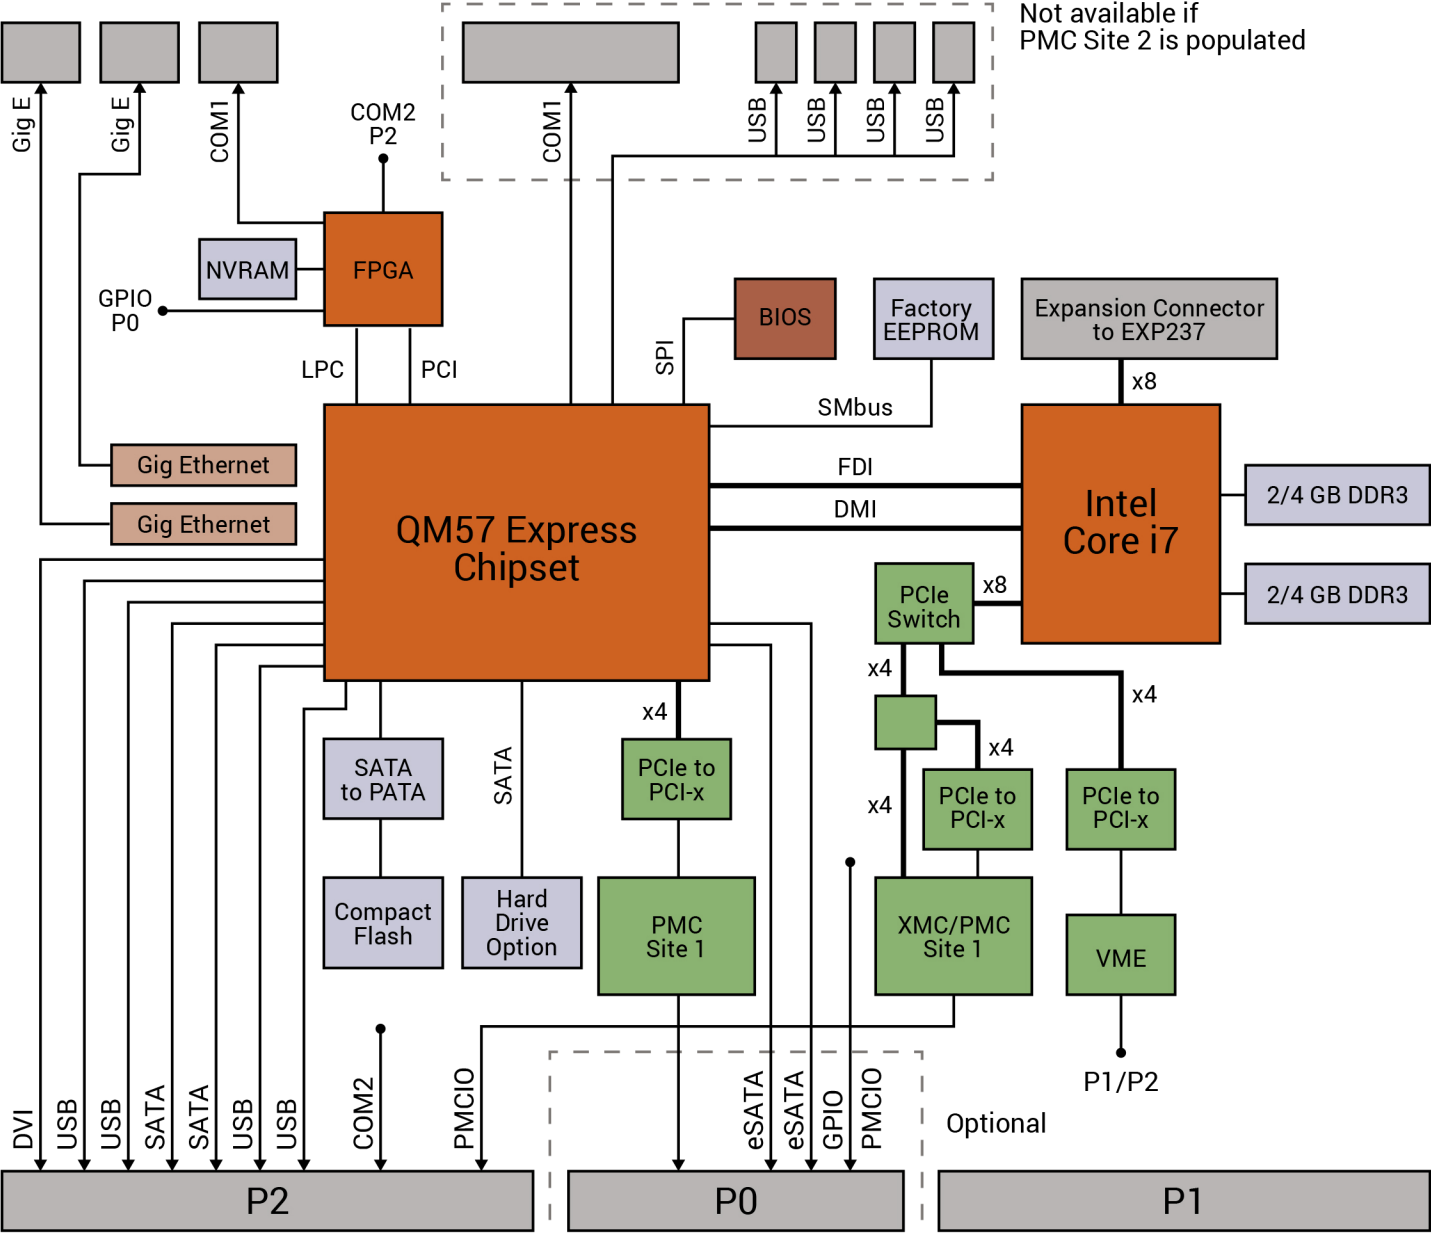 Not available if
PMC Site 2 is populated
Gig E
Gig E
COM1
COM2
P2
COM1
USB
USB
USB
USB
NVRAM
FPGA
GPIO
P0
LPC
PCI
SPI
BIOS
Factory
EEPROM
Expansion Connector
to EXP237
x8
SMbus
Gig Ethernet
Gig Ethernet
QM57 Express
Chipset
FDI
DMI
Intel
Core i7
2/4 GB DDR3
2/4 GB DDR3
PCIe
Switch
x8
x4
x4
x4
x4
x4
SATA
to PATA
SATA
PCIe to
PCI-x
PCIe to
PCI-x
PCIe to
PCI-x
Compact
Flash
Hard
Drive
Option
PMC
Site 1
XMC/PMC
Site 1
VME
P1/P2
DVI
USB
USB
SATA
SATA
USB
USB
COM2
PMCIO
eSATA
eSATA
GPIO
PMCIO
Optional
P2
P0
P1